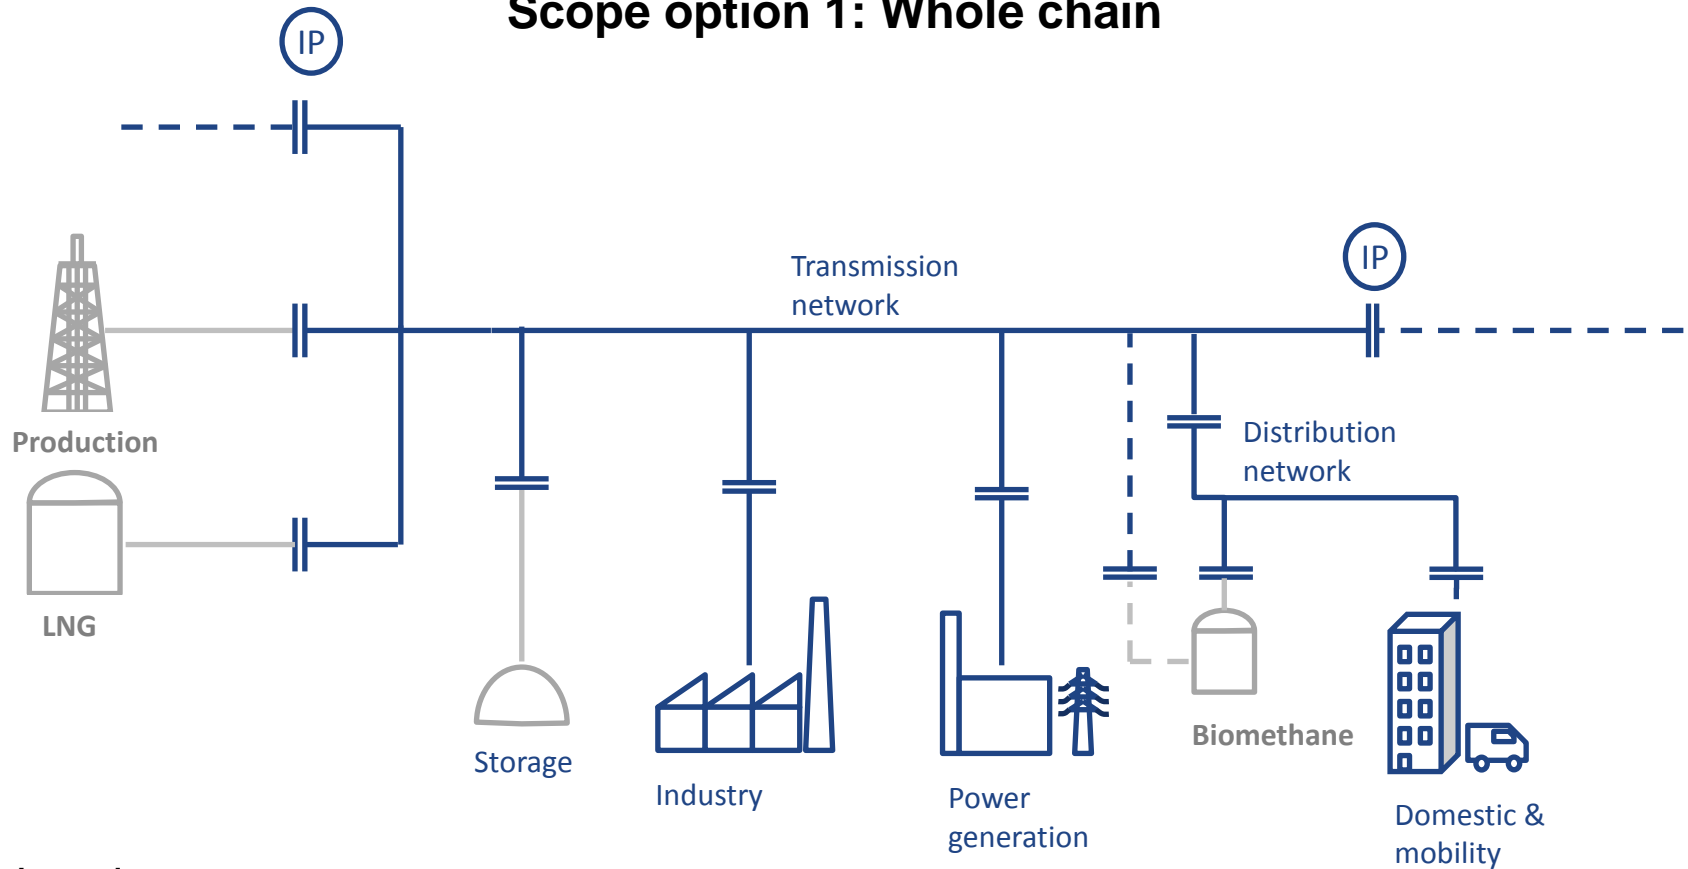 Scope option 1: Whole chain
IP
IP
Transmission
network
Production
Distribution
network
LNG
Biomethane
Storage
Industry
Power
generation
Domestic &
mobility